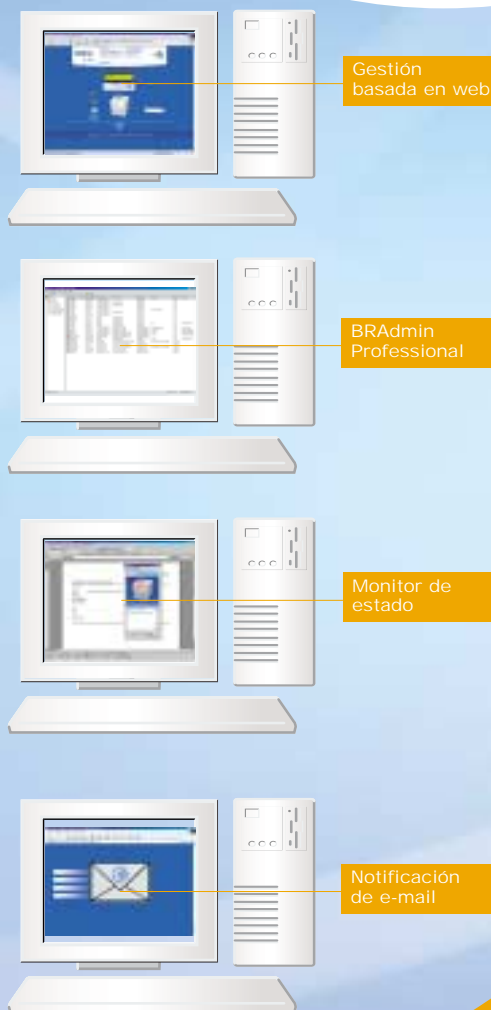 Gestión
basada en web
BRAdmin
Professional
Monitor de
estado
Notificación
de e-mail